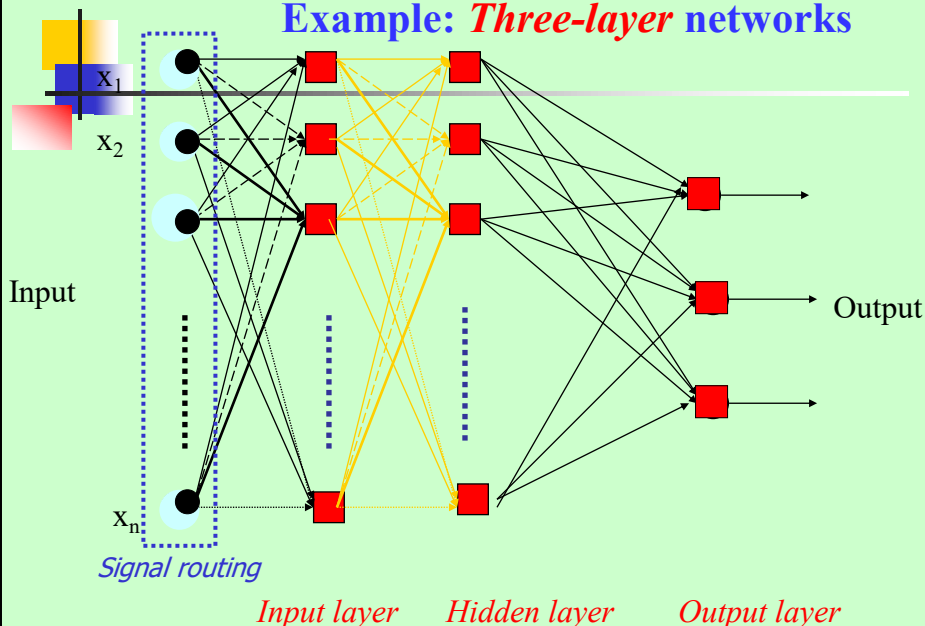 Example: Three-layer networks
x1
x2
Input
Output
xn
Signal routing
Input layer Hidden layer Output layer